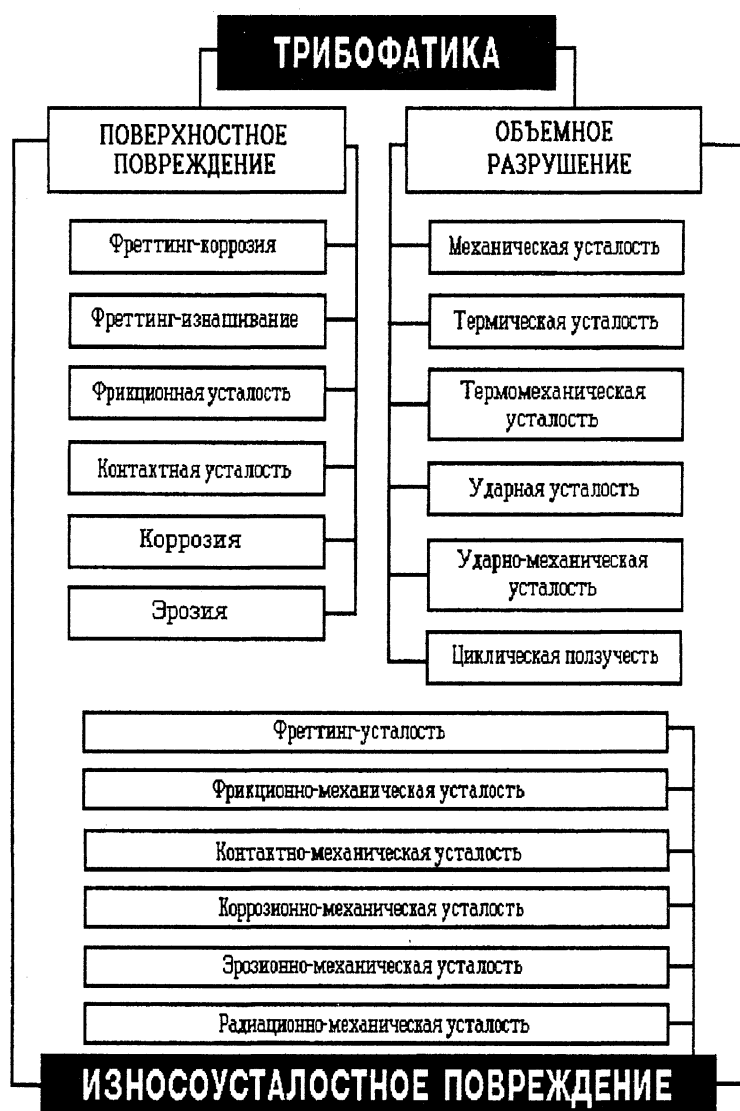 ТРИБОФАТИКА
ПОВЕРХНОСТНОЕ
ПОВРЕЖДЕНИЕ
Фреттинг-коррозия
Фреттинг-изнашивание
Фрикционная усталость
Контактная усталость
Коррозия
Эрозия
ОБЪЕМНОЕ
РАЗРУШЕНИЕ
Механическая усталость
Термическая усталость
Термомеханическая
усталость
Ударная усталость
Ударно-механическая
усталость
Циклическая ползучесть
Фреттинг-усталость
Фрикционно-механическая усталость
Контактно-механическая усталость
Коррозионно-механическая усталость
Эрозионно-механическая усталость
Радиационно-механическая усталость
ИЗНОСОУСТАЛОСТНОЕ ПОВРЕЖДЕНИЕ